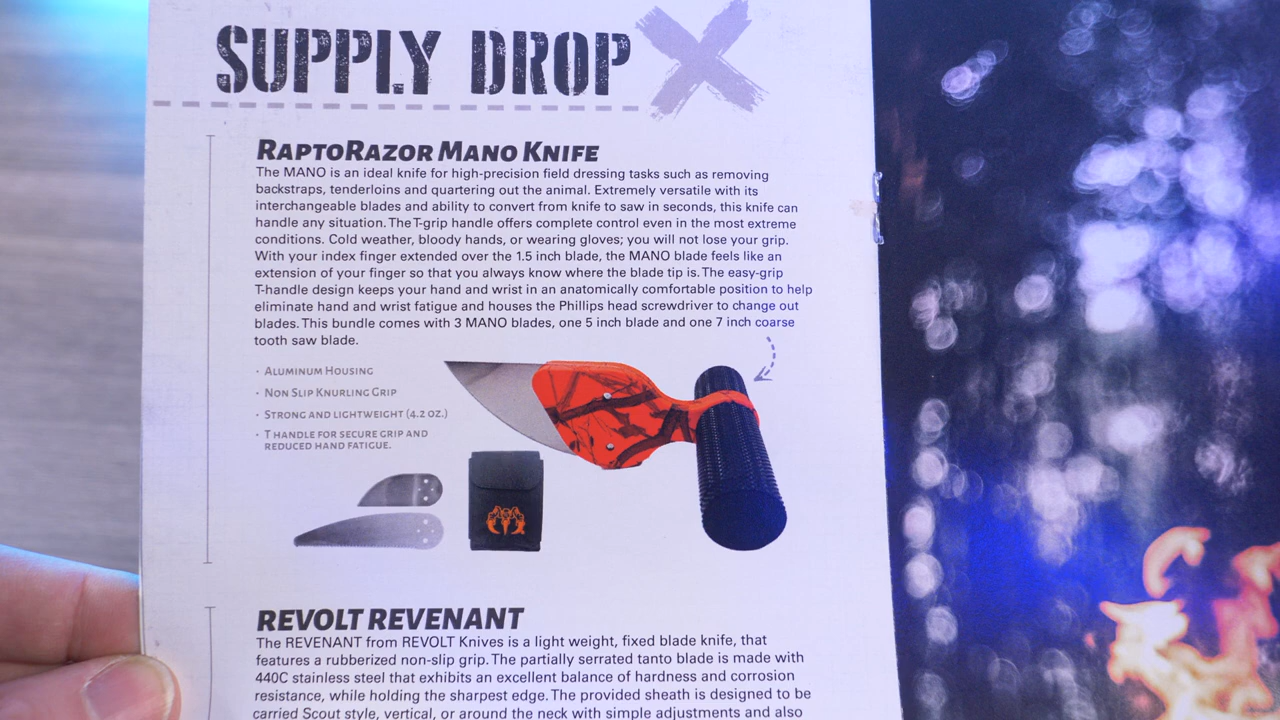 SUPPLY DROP X
RAPTORAZOR MANO KNIFE
The MANO is an ideal knife for high-precision field dressing tasks such as removing
backstraps, tenderloins and quartering out the animal. Extremely versatile with its
interchangeable blades and ability to convert from knife to saw in seconds, this knife can
handle any situation. The T-grip handle offers complete control even in the most extreme
conditions. Cold weather, bloody hands, or wearing gloves; you will not lose your grip.
With your index finger extended over the 1.5 inch blade, the MANO blade feels like an
extension of your finger so that you always know where the blade tip is. The easy-grip
T-handle design keeps your hand and wrist in an anatomically comfortable position to help
eliminate hand and wrist fatigue and houses the Phillips head screwdriver to change out
blades. This bundle comes with 3 MANO blades, one 5 inch blade and one 7 inch coarse
tooth saw blade.
· ALUMINUM HOUSING
· NON SLIP KNURLING GRIP
· STRONG AND LIGHTWEIGHT (4.2 OZ.)
· T HANDLE FOR SECURE GRIP AND
REDUCED HAND FATIGUE.
REVOLT REVENANT
The REVENANT from REVOLT Knives is a light weight, fixed blade knife, that
features a rubberized non-slip grip. The partially serrated tanto blade is made with
440C stainless steel that exhibits an excellent balance of hardness and corrosion
resistance, while holding the sharpest edge. The provided sheath is designed to be
carried Scout style, vertical, or around the neck with simple adjustments and also